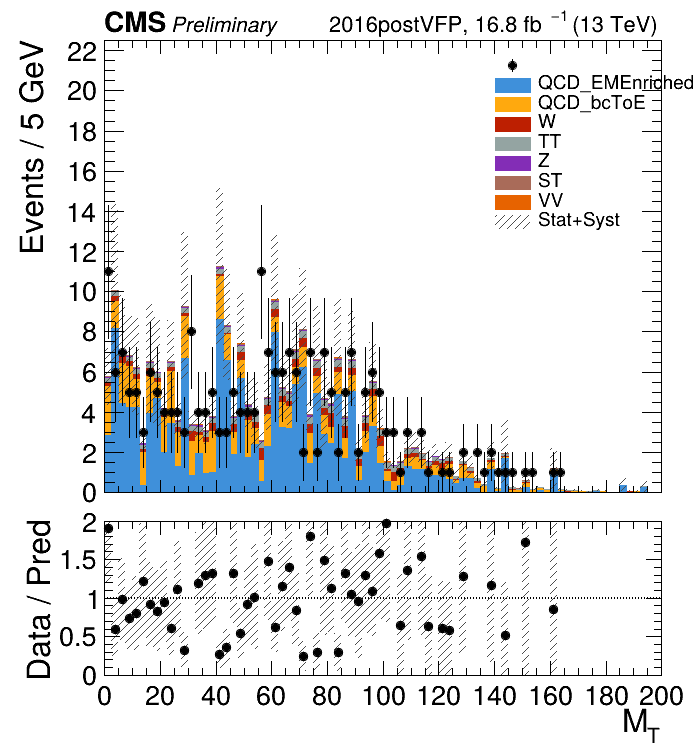 CMS Preliminary 2016postVFP, 16.8 fb⁻¹ (13 TeV)
Events / 5 GeV
22
20
18
16
14
12
10
8
6
4
2
0
QCD_EMEnriched
QCD_bcToE
W
TT
Z
ST
VV
Stat+Syst
Data / Pred
2
1.5
1
0.5
0
0 20 40 60 80 100 120 140 160 180 200
M_T